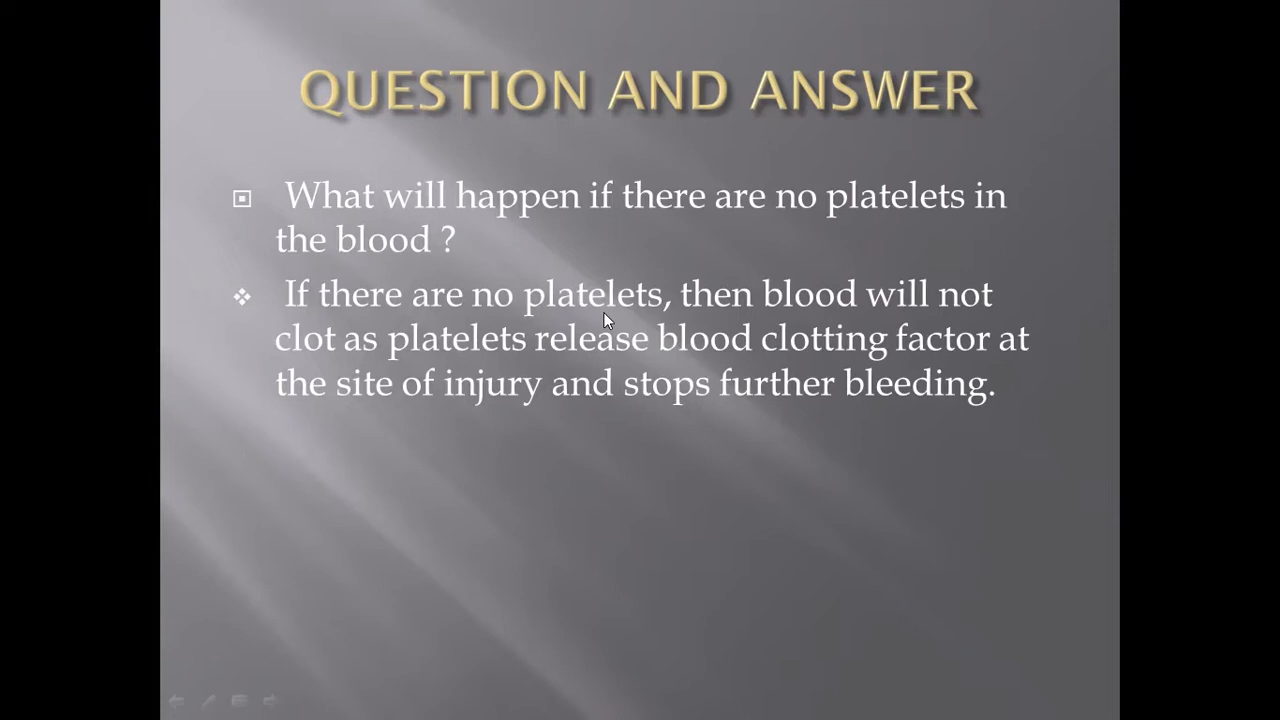 QUESTION AND ANSWER
What will happen if there are no platelets in
the blood ?
If there are no platelets, then blood will not
clot as platelets release blood clotting factor at
the site of injury and stops further bleeding.